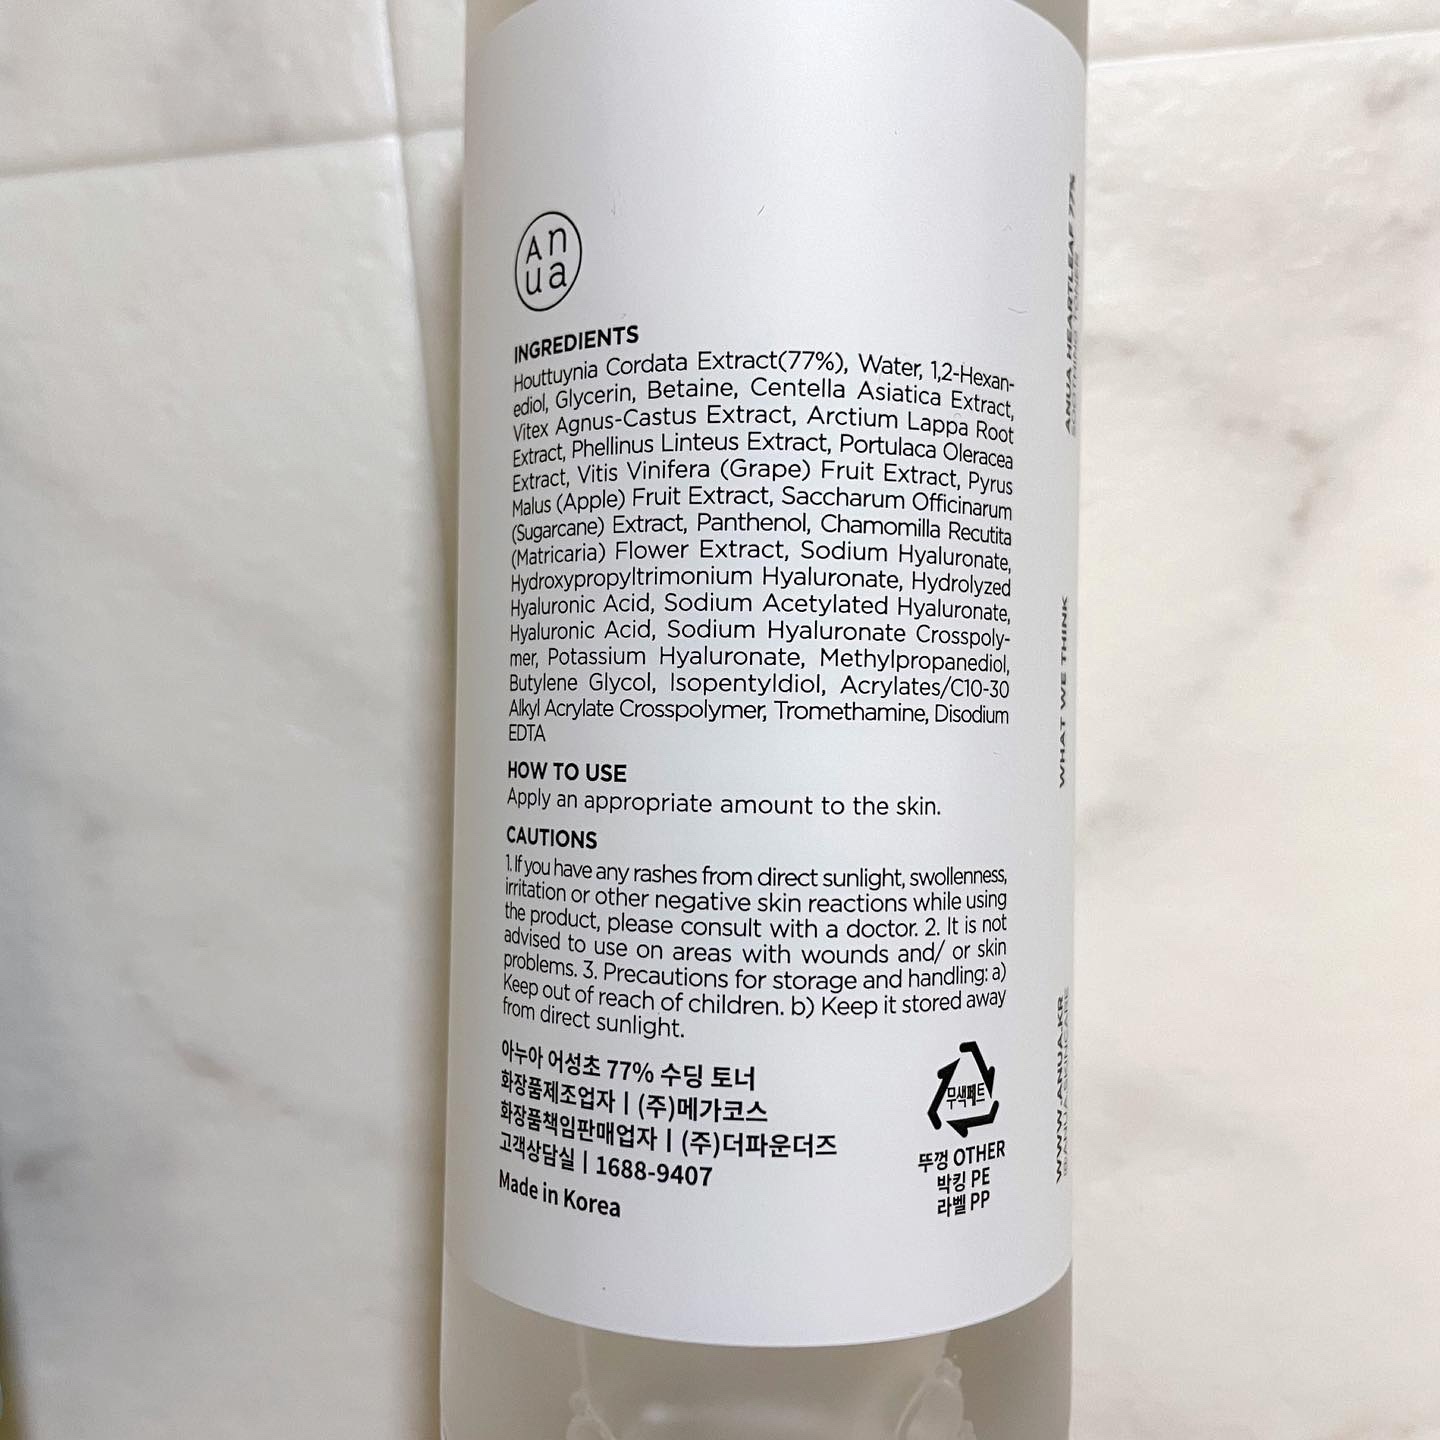 An
ua
INGREDIENTS
Houttuynia Cordata Extract(77%), Water, 1,2-Hexan-
ediol, Glycerin, Betaine, Centella Asiatica Extract,
Vitex Agnus-Castus Extract, Arctium Lappa Root
Extract, Phellinus Linteus Extract, Portulaca Oleracea
Extract, Vitis Vinifera (Grape) Fruit Extract, Pyrus
Malus (Apple) Fruit Extract, Saccharum Officinarum
(Sugarcane) Extract, Panthenol, Chamomilla Recutita
(Matricaria) Flower Extract, Sodium Hyaluronate,
Hydroxypropyltrimonium Hyaluronate, Hydrolyzed
Hyaluronic Acid, Sodium Acetylated Hyaluronate,
Hyaluronic Acid, Sodium Hyaluronate Crosspoly-
mer, Potassium Hyaluronate, Methylpropanediol,
Butylene Glycol, Isopentyldiol, Acrylates/C10-30
Alkyl Acrylate Crosspolymer, Tromethamine, Disodium
EDTA
HOW TO USE
Apply an appropriate amount to the skin.
CAUTIONS
1. If you have any rashes from direct sunlight, swollenness,
irritation or other negative skin reactions while using
the product, please consult with a doctor. 2. It is not
advised to use on areas with wounds and/ or skin
problems. 3. Precautions for storage and handling: a)
Keep out of reach of children. b) Keep it stored away
from direct sunlight.
아누아 어성초 77% 수딩 토너
화장품제조업자 | (주)메가코스
화장품책임판매업자 | (주)더파운더즈
고객상담실 | 1688-9407
Made in Korea
무색페트
뚜껑 OTHER
박킹 PE
라벨 PP
ANUA HEARTLEAF 77%
SOOTHING TONER
WHAT WE THINK
WWW.ANUA.KR
@ANUASKINCARE